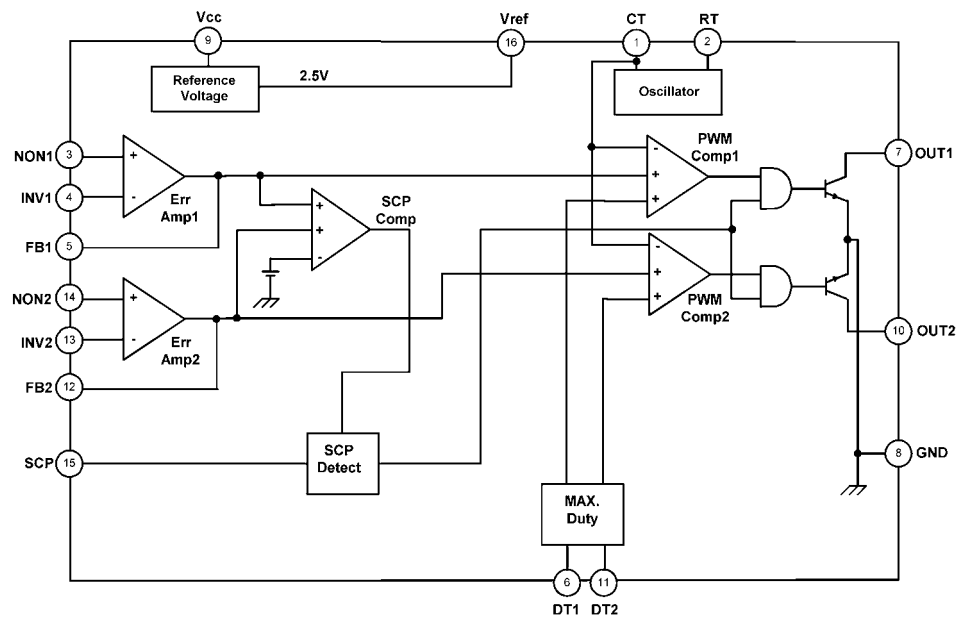 Vcc
Vref
CT
RT
9
16
1
2
Reference
Voltage
2.5V
Oscillator
NON1
3
+
INV1
4
-
Err
Amp1
FB1
5
SCP
Comp
+
+
-
PWM
Comp1
-
+
+
7
OUT1
NON2
14
+
INV2
13
-
Err
Amp2
FB2
12
-
+
+
PWM
Comp2
10
OUT2
SCP
15
SCP
Detect
8
GND
MAX.
Duty
6
11
DT1
DT2